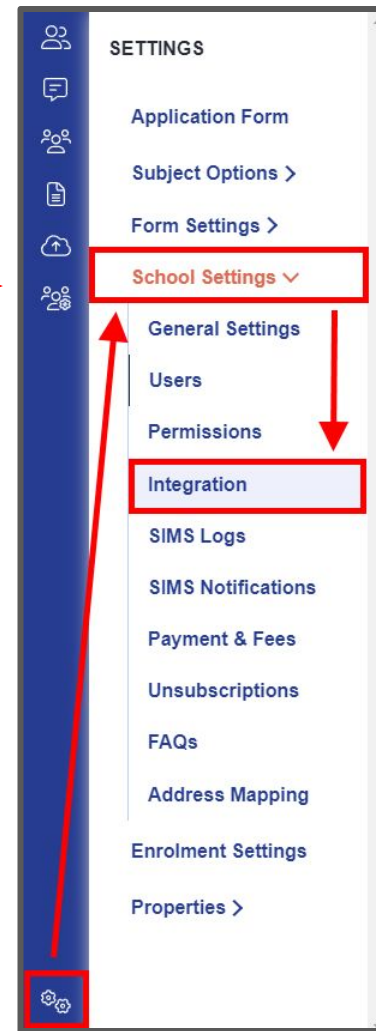 SETTINGS
Application Form
Subject Options >
Form Settings >
School Settings
General Settings
Users
Permissions
Integration
SIMS Logs
SIMS Notifications
Payment & Fees
Unsubscriptions
FAQs
Address Mapping
Enrolment Settings
Properties >